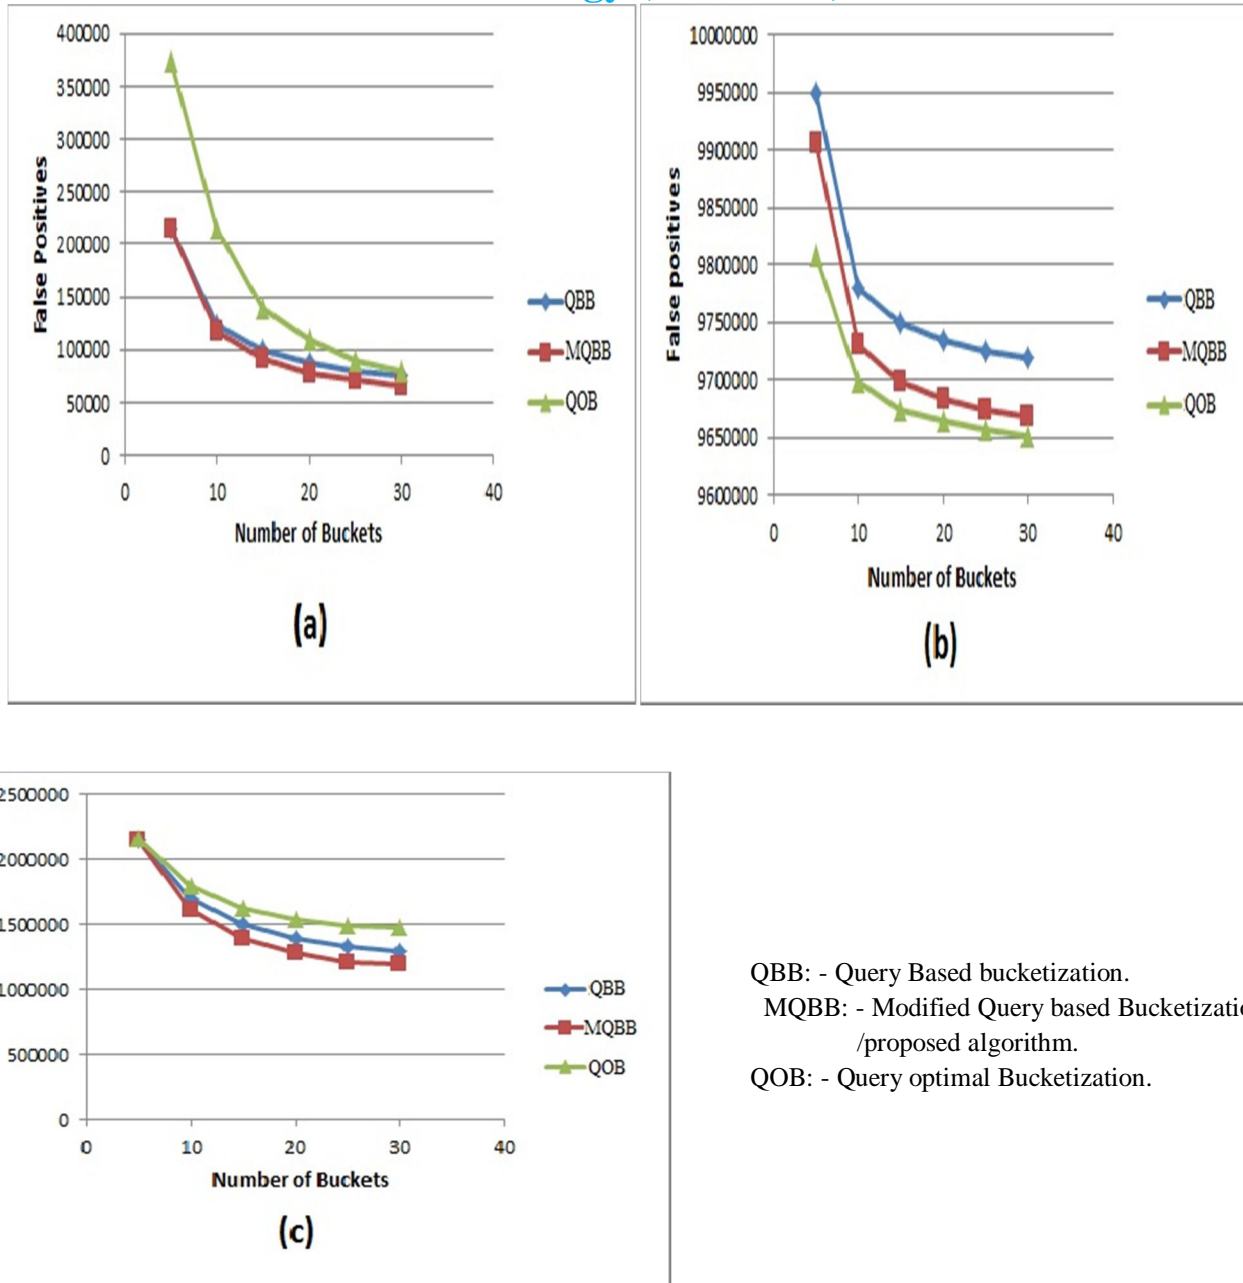 400000
350000
300000
250000
200000
150000
100000
50000
0
0 10 20 30 40
False Positives
Number of Buckets
QBB
MQBB
QOB
(a)
10000000
9950000
9900000
9850000
9800000
9750000
9700000
9650000
9600000
0 10 20 30 40
False positives
Number of Buckets
QBB
MQBB
QOB
(b)
2500000
2000000
1500000
1000000
500000
0
0 10 20 30 40
Number of Buckets
QBB
MQBB
QOB
(c)
QBB: - Query Based bucketization.
MQBB: - Modified Query based Bucketizatio
/proposed algorithm.
QOB: - Query optimal Bucketization.